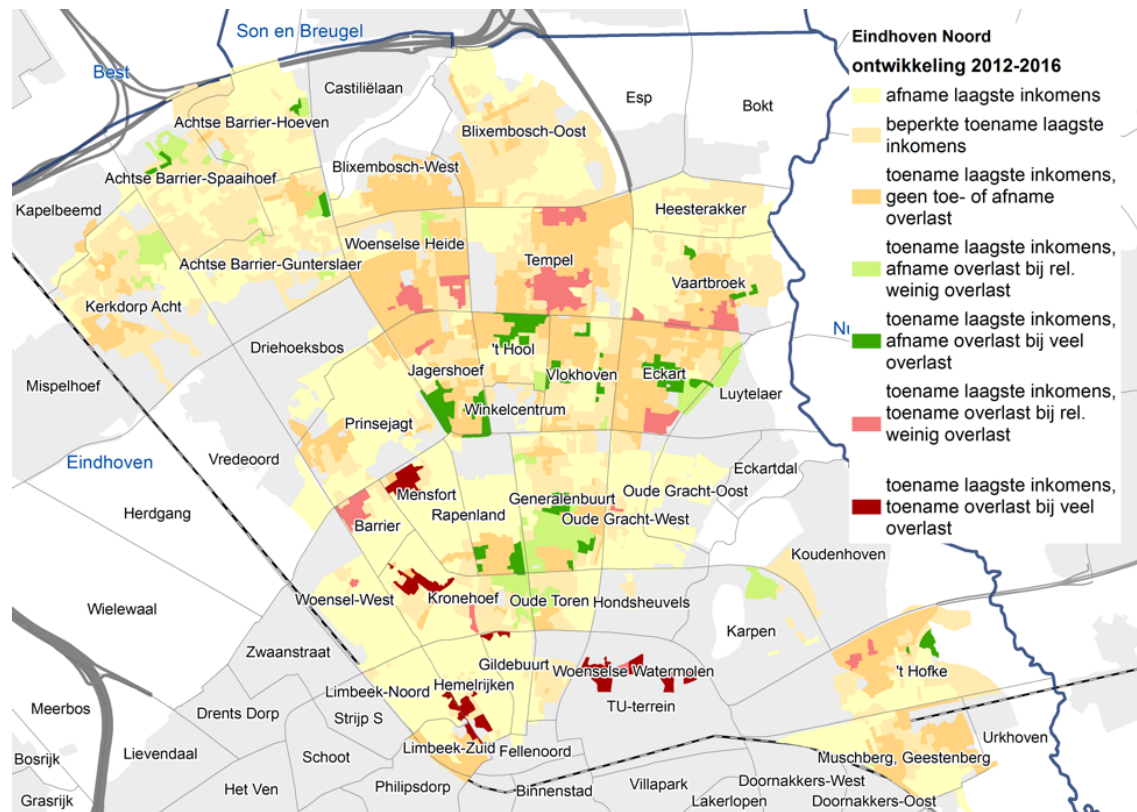 Son en Breugel
Best
Castiliëlaan
Esp
Bokt
Achtse Barrier-Hoeven
Blixembosch-Oost
Blixembosch-West
Achtse Barrier-Spaaihoef
Kapelbeemd
Heesterakker
Woenselse Heide
Tempel
Achtse Barrier-Gunterslaer
Vaartbroek
Kerkdorp Acht
Driehoeksbos
't Hool
Mispelhoef
Jagershoef
Vlokhoven
Eckart
Luytelaer
Winkelcentrum
Prinsejagt
Eindhoven
Vredeoord
Eckartdal
Mensfort
Generalenbuurt
Oude Gracht-Oost
Herdgang
Barrier
Rapenland
Oude Gracht-West
Koudenhoven
Woensel-West
Kronehoef
Oude Toren
Hondsheuvels
Wielewaal
Karpen
Zwaanstraat
Gildebuurt
Woenselse Watermolen
't Hofke
Limbeek-Noord
Hemelrijken
Meerbos
Drents Dorp
Strijp S
TU-terrein
Urkhoven
Bosrijk
Lievendaal
Schoot
Limbeek-Zuid
Fellenoord
Muschberg, Geestenberg
Grasrijk
Het Ven
Philipsdorp
Binnenstad
Villapark
Doornakkers-West
Lakerlopen
Doornakkers-Oost
Eindhoven Noord
ontwikkeling 2012-2016
afname laagste inkomens
beperkte toename laagste
inkomens
toename laagste inkomens,
geen toe- of afname
overlast
toename laagste inkomens,
afname overlast bij rel.
weinig overlast
toename laagste inkomens,
afname overlast bij veel
overlast
toename laagste inkomens,
toename overlast bij rel.
weinig overlast
toename laagste inkomens,
toename overlast bij veel
overlast